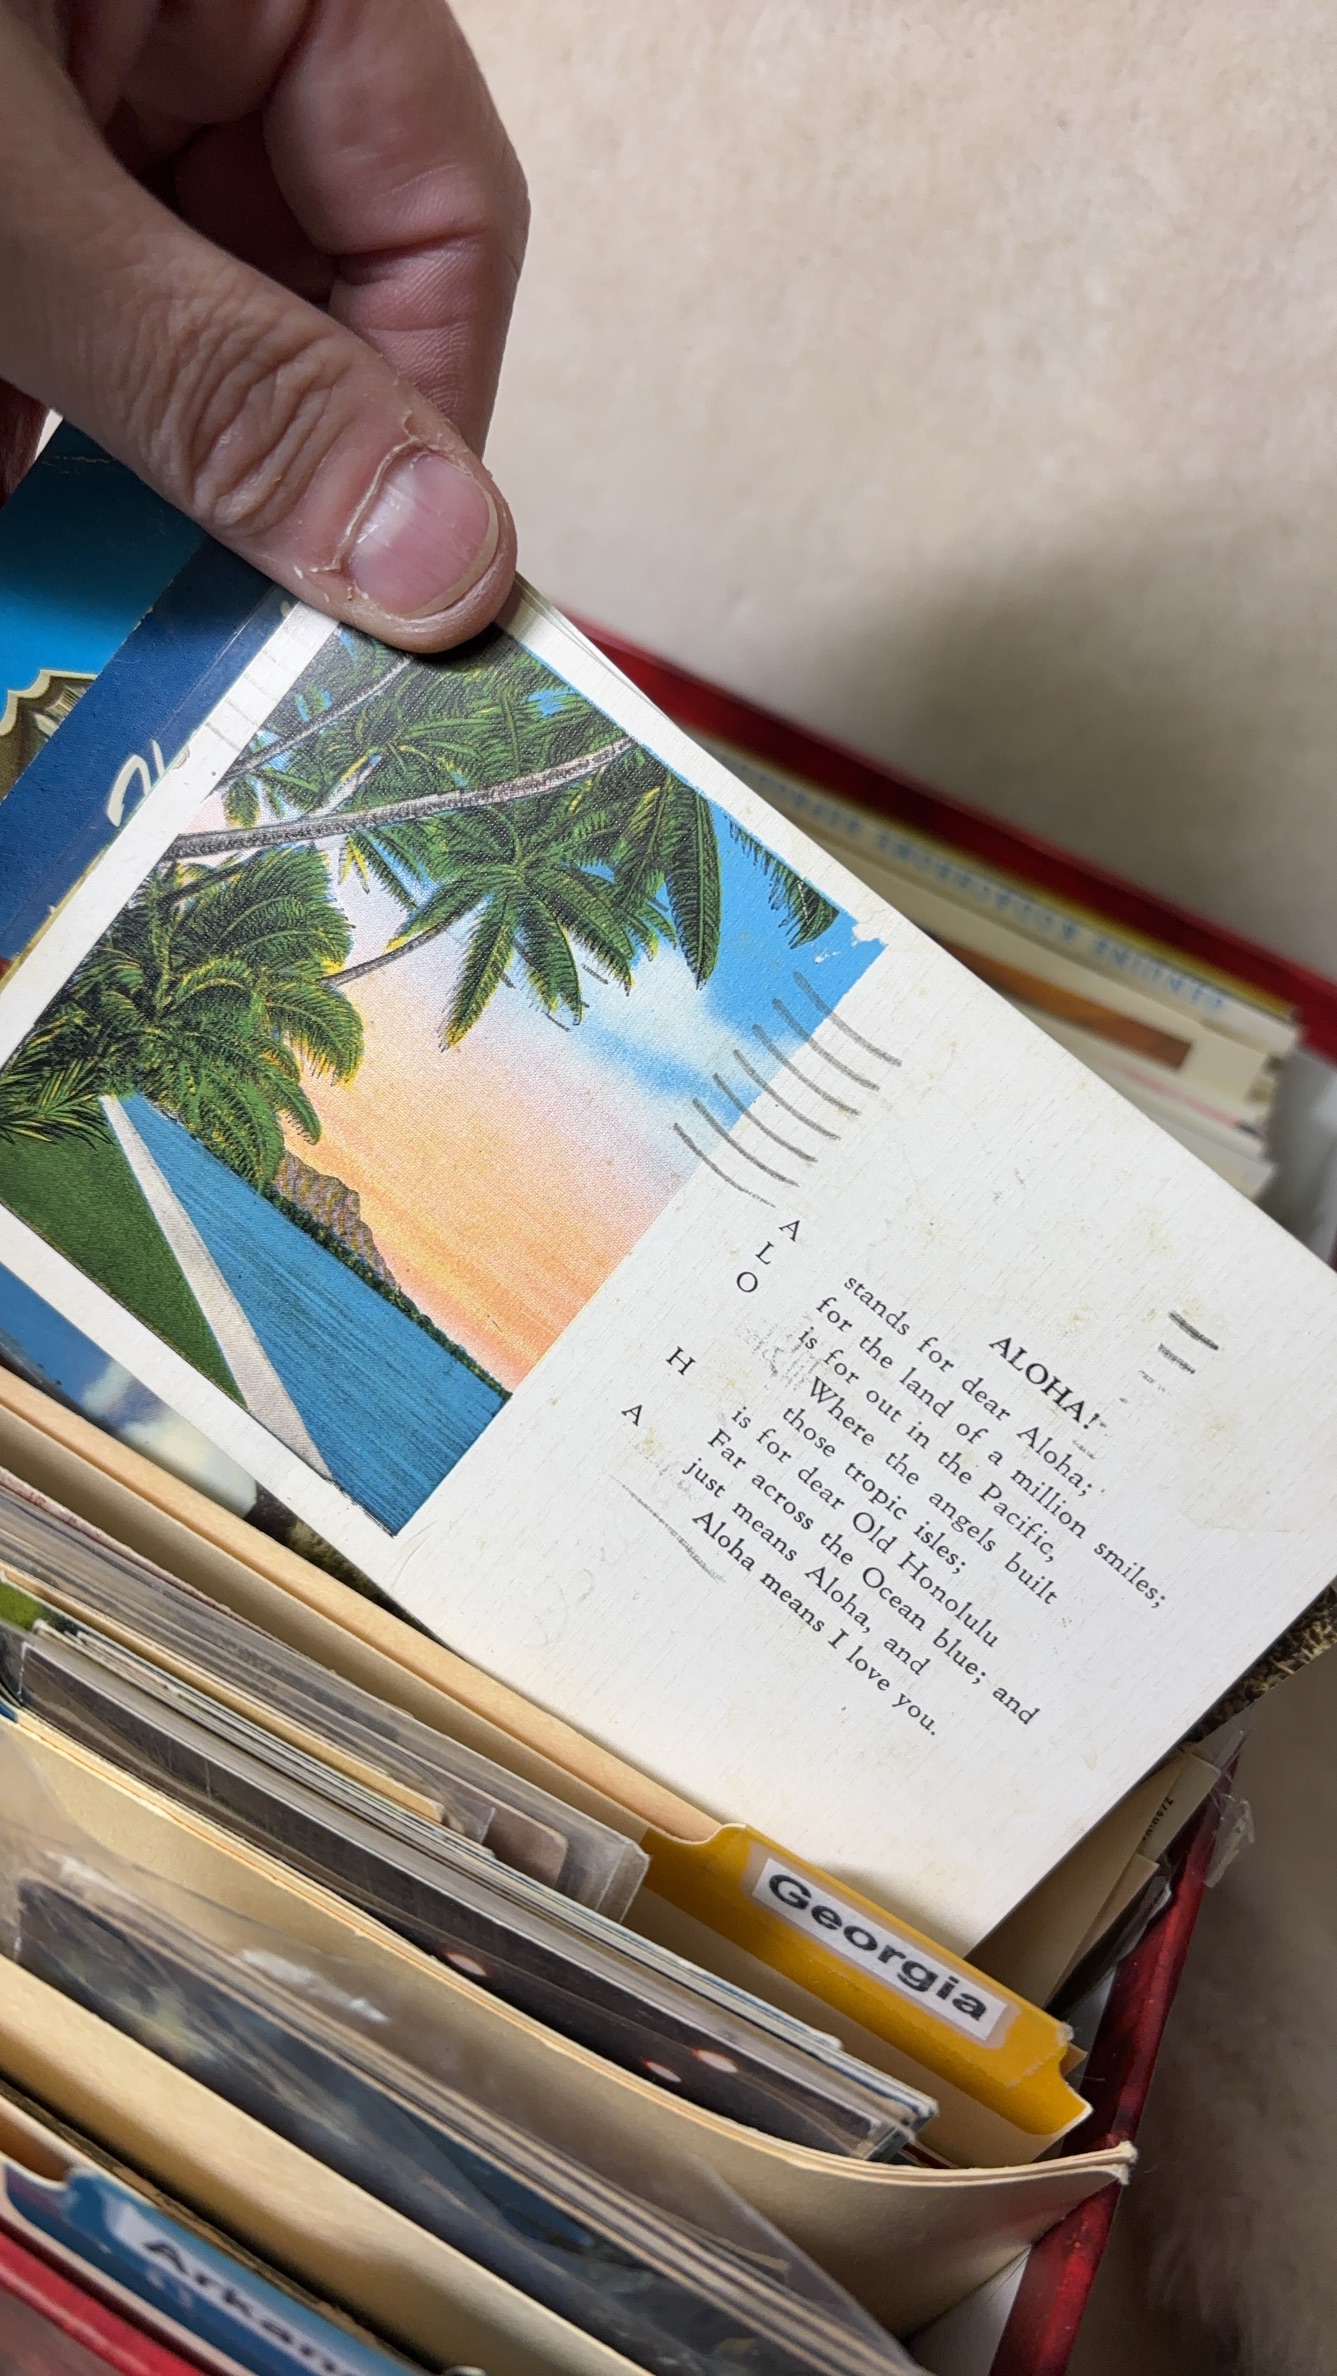 ALOHA!
A stands for dear Aloha;
L for the land of a million smiles;
O is for out in the Pacific,
Where the angels built
those tropic isles;
H is for dear Old Honolulu
Far across the Ocean blue; and
A just means Aloha, and
Aloha means I love you.
Georgia